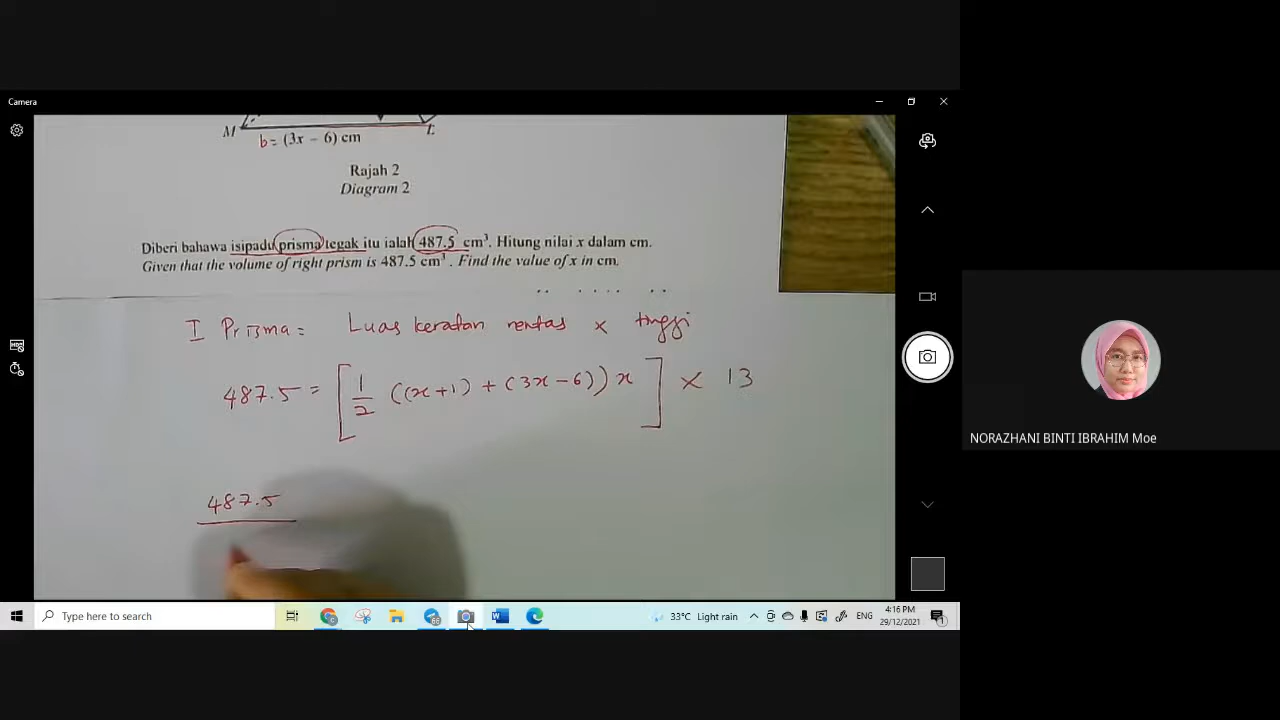 Camera
M
L
b = (3x – 6) cm
Rajah 2
Diagram 2
Diberi bahawa isipadu prisma tegak itu ialah 487.5 cm³. Hitung nilai x dalam cm.
Given that the volume of right prism is 487.5 cm³. Find the value of x in cm.
I Prisma = Luas keratan rentas × tinggi
487.5 = [ 1/2 ((x+1) + (3x-6)) x ] × 13
487.5
NORAZHANI BINTI IBRAHIM Moe
Type here to search
33°C Light rain
ENG
4:16 PM
29/12/2021